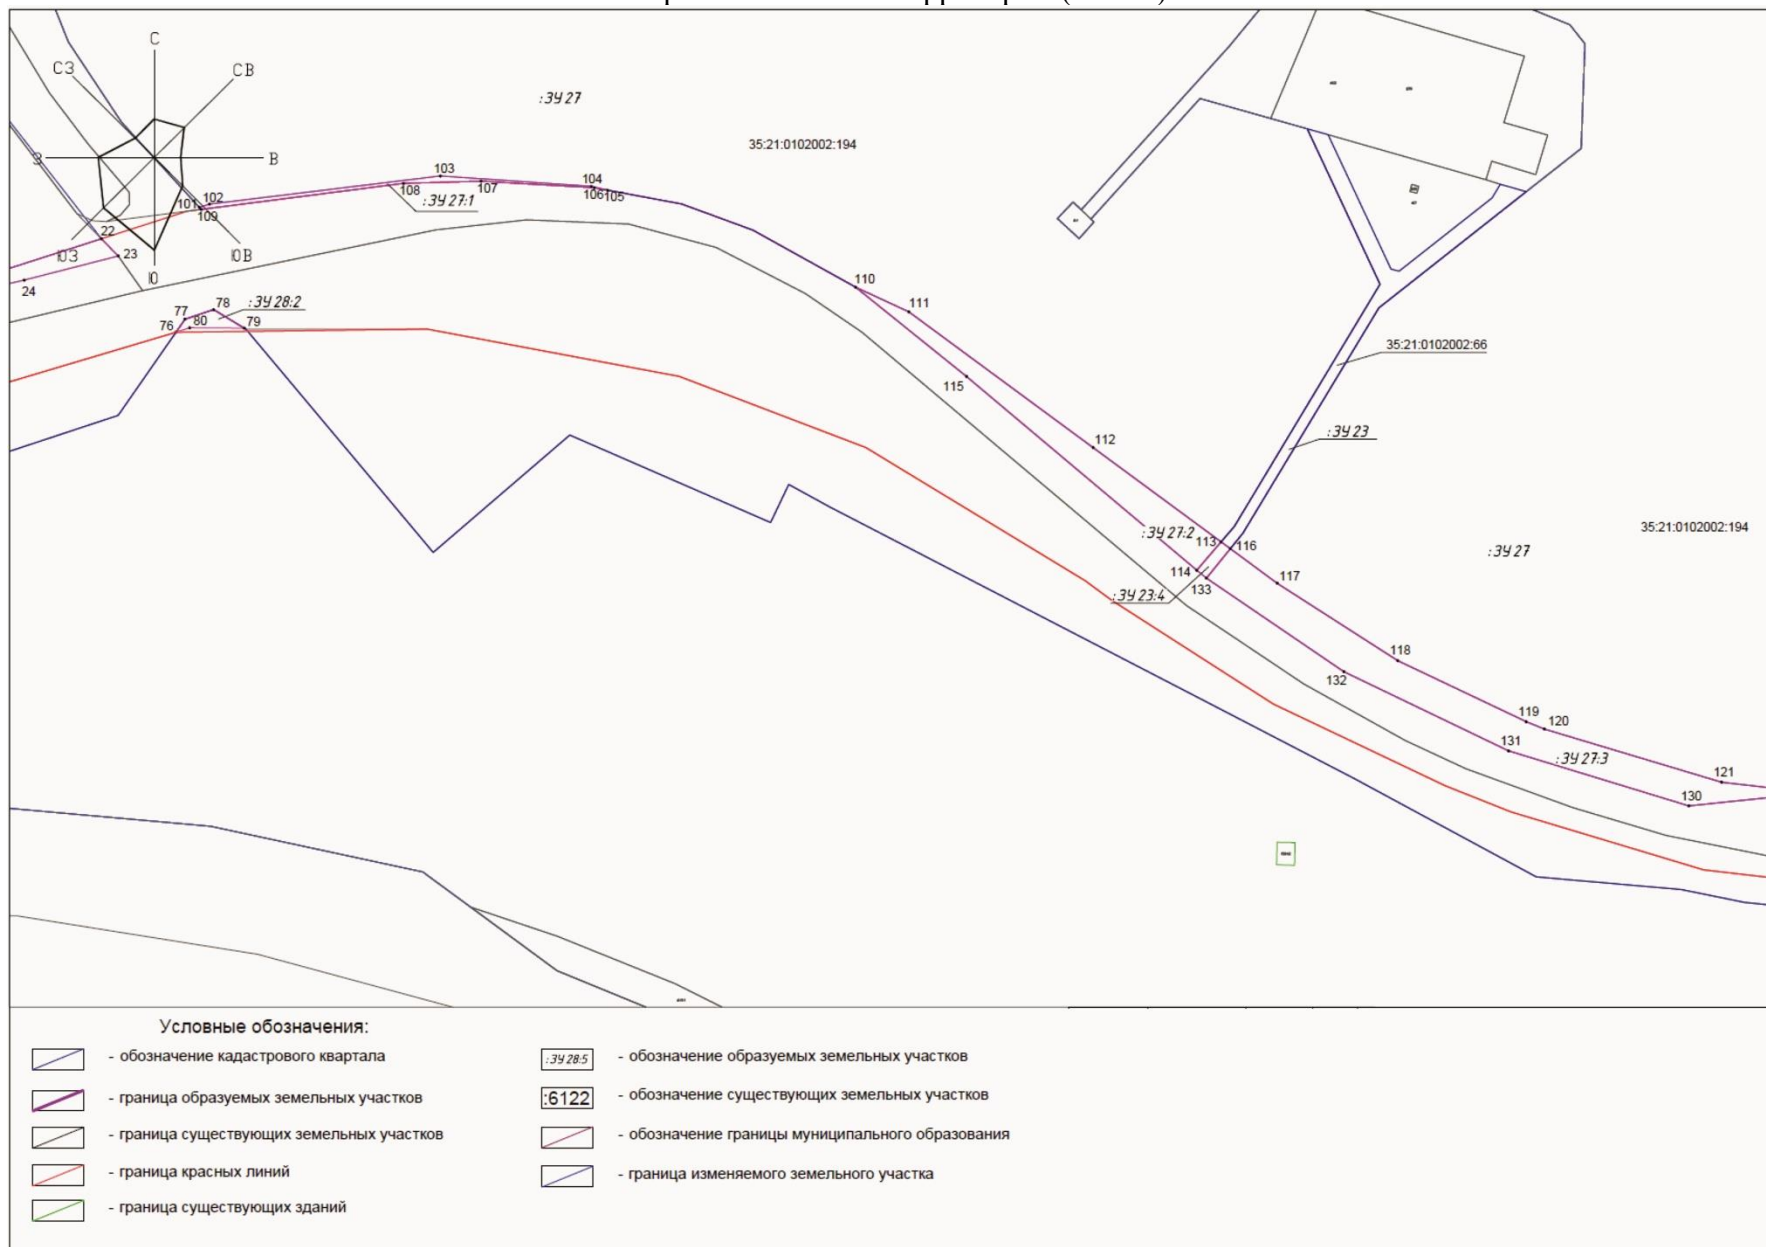 С
СЗ
СВ
З
В
ЮЗ
ЮВ
Ю
:ЗУ 27
35:21:0102002:194
103
104
108
107
106
105
:ЗУ 27:1
101
102
109
22
23
24
77
78
:ЗУ 28:2
76
80
79
110
111
115
35:21:0102002:66
:ЗУ 23
112
35:21:0102002:194
:ЗУ 27
:ЗУ 27:2
113
116
114
133
117
:ЗУ 23:4
118
132
119
120
131
:ЗУ 27:3
121
130
Условные обозначения:
- обозначение кадастрового квартала
- граница образуемых земельных участков
- граница существующих земельных участков
- граница красных линий
- граница существующих зданий
:ЗУ 28:5 - обозначение образуемых земельных участков
:6122 - обозначение существующих земельных участков
- обозначение границы муниципального образования
- граница изменяемого земельного участка